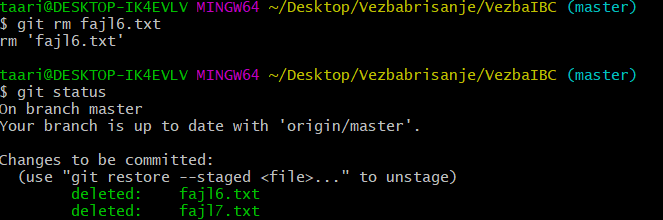 taari@DESKTOP-IK4EVLV MINGW64 ~/Desktop/Vezbabrisanje/VezbaIBC (master)
$ git rm fajl6.txt
rm 'fajl6.txt'
taari@DESKTOP-IK4EVLV MINGW64 ~/Desktop/Vezbabrisanje/VezbaIBC (master)
$ git status
On branch master
Your branch is up to date with 'origin/master'.
Changes to be committed:
  (use "git restore --staged <file>..." to unstage)
        deleted:    fajl6.txt
        deleted:    fajl7.txt